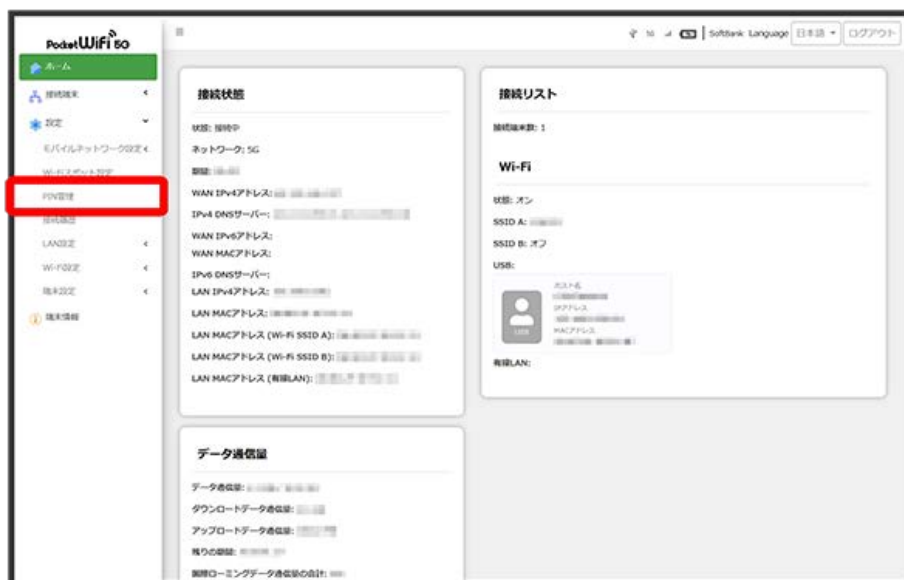 Pocket WiFi 5G
5G
SoftBank Language 日本語 ログアウト
ホーム
接続端末
設定
モバイルネットワーク設定
Wi-Fiスポット設定
PIN管理
接続履歴
LAN設定
Wi-Fi設定
端末設定
端末情報
接続状態
状態: 接続中
ネットワーク: 5G
期間:
WAN IPv4アドレス:
IPv4 DNSサーバー:
WAN IPv6アドレス:
WAN MACアドレス:
IPv6 DNSサーバー:
LAN IPv4アドレス:
LAN MACアドレス:
LAN MACアドレス (Wi-Fi SSID A):
LAN MACアドレス (Wi-Fi SSID B):
LAN MACアドレス (有線LAN):
データ通信量
データ通信量:
ダウンロードデータ通信量:
アップロードデータ通信量:
残りの期間:
国際ローミングデータ通信量の合計:
接続リスト
接続端末数: 1
Wi-Fi
状態: オン
SSID A:
SSID B: オフ
USB:
USB
ホスト名
IPアドレス
MACアドレス
有線LAN: